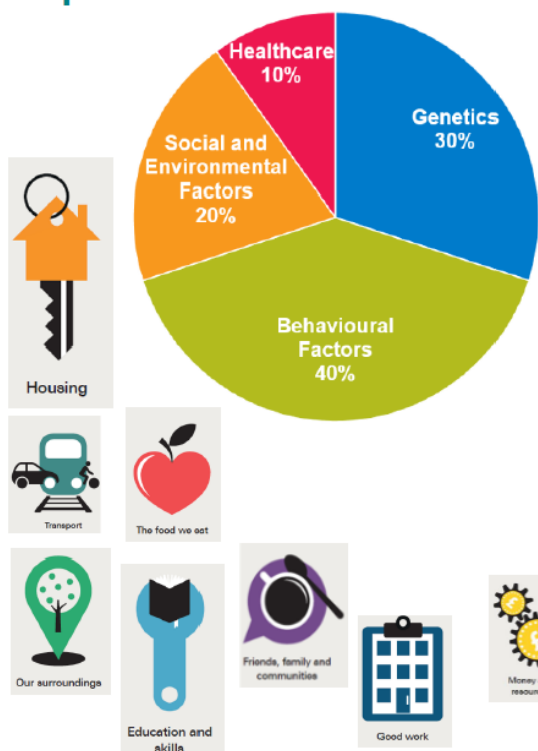 Healthcare
10%
Genetics
30%
Social and
Environmental
Factors
20%
Behavioural
Factors
40%
Housing
Transport
The food we eat
Our surroundings
Education and
skills
Friends, family and
communities
Good work
Money